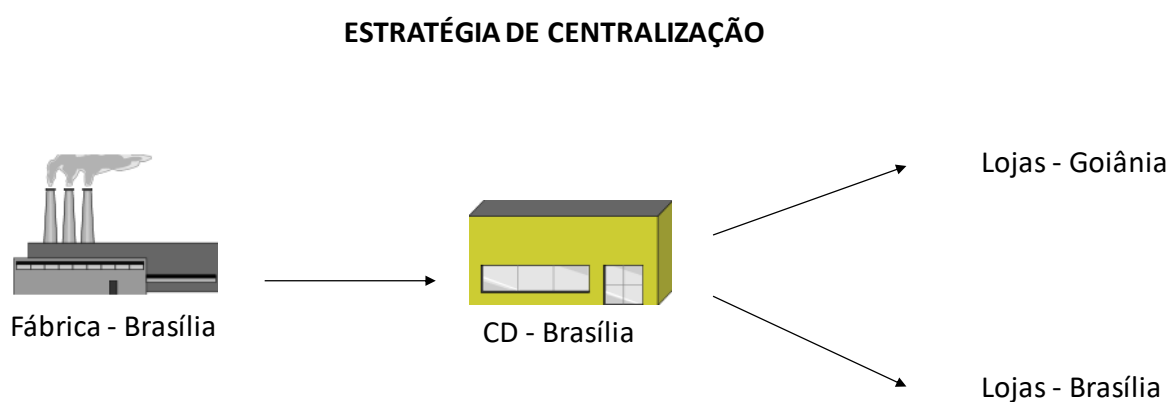 ESTRATÉGIA DE CENTRALIZAÇÃO
Lojas - Goiânia
Fábrica - Brasília
CD - Brasília
Lojas - Brasília